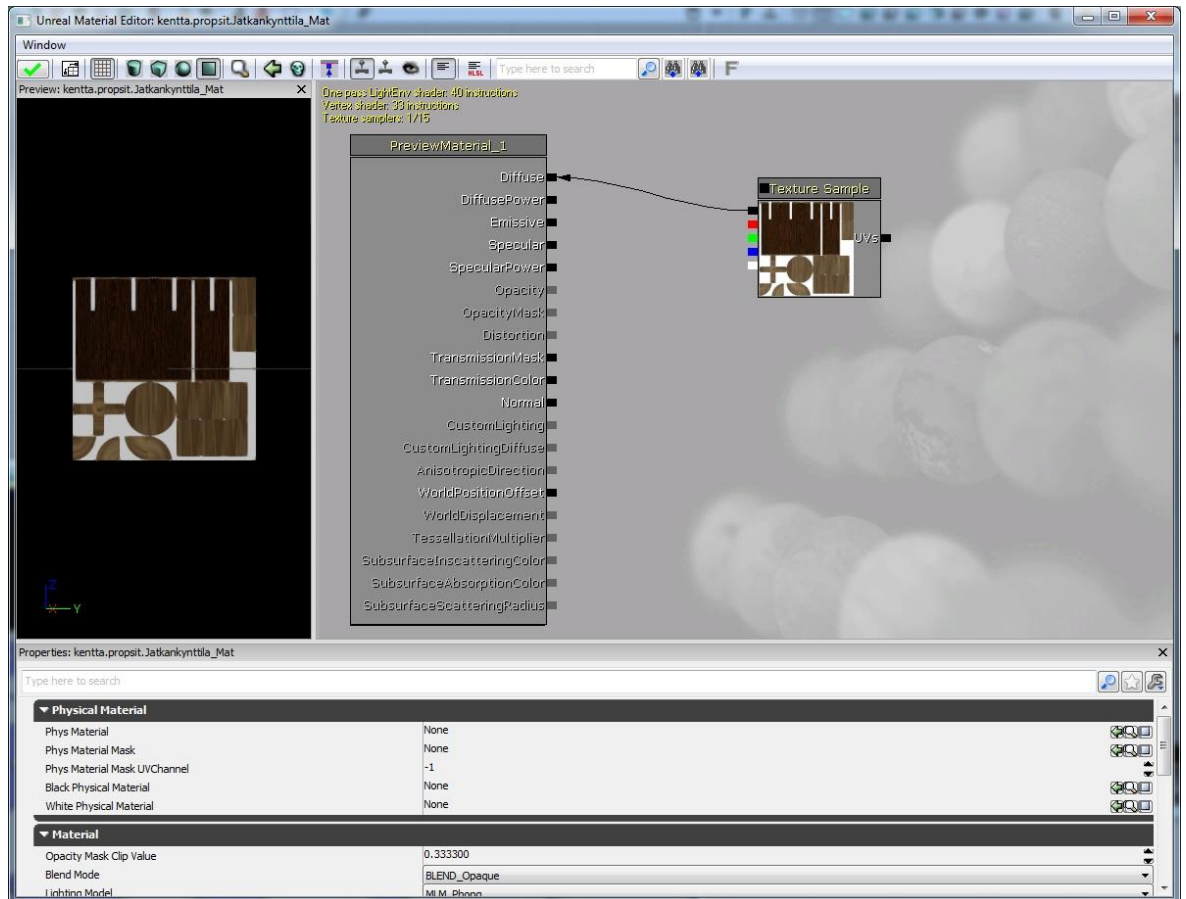 Unreal Material Editor: kentta.propsit.Jatkankynttila_Mat
Window
HLSL
Type here to search
F
Preview: kentta.propsit.Jatkankynttila_Mat
One pass LightEnv shader: 40 instructions
Vertex shader: 33 instructions
Texture samplers: 1/15
PreviewMaterial_1
Diffuse
DiffusePower
Emissive
Specular
SpecularPower
Opacity
OpacityMask
Distortion
TransmissionMask
TransmissionColor
Normal
CustomLighting
CustomLightingDiffuse
AnisotropicDirection
WorldPositionOffset
WorldDisplacement
TessellationMultiplier
SubsurfaceInscatteringColor
SubsurfaceAbsorptionColor
SubsurfaceScatteringRadius
Texture Sample
UVs
Z
X Y
Properties: kentta.propsit.Jatkankynttila_Mat
Type here to search
Physical Material
Phys Material None
Phys Material Mask None
Phys Material Mask UVChannel -1
Black Physical Material None
White Physical Material None
Material
Opacity Mask Clip Value 0.333300
Blend Mode BLEND_Opaque
Lighting Model MLM_Phong